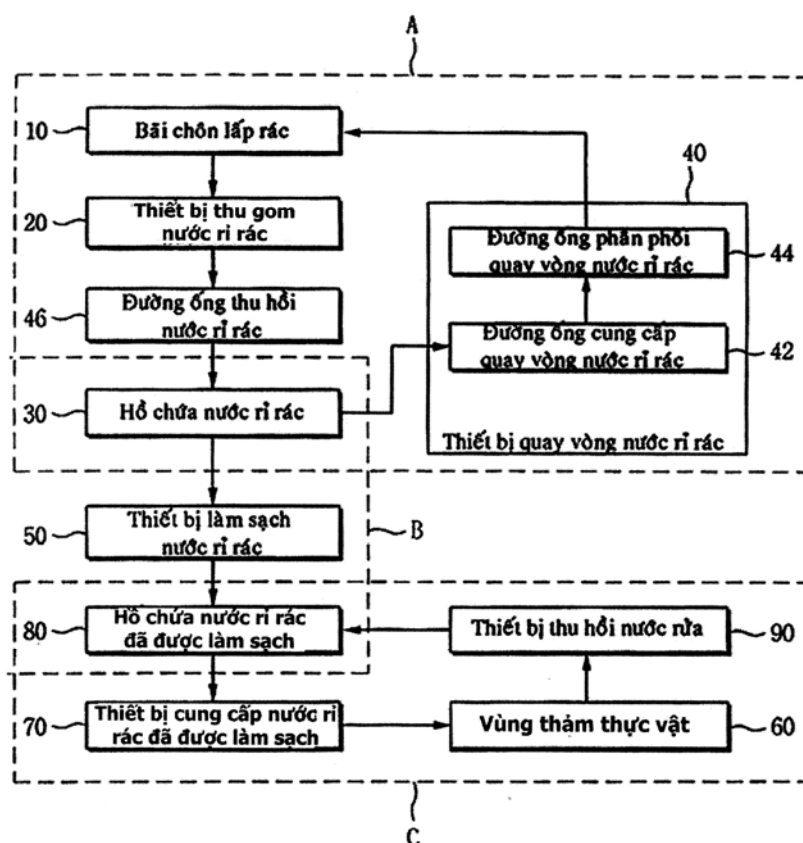 A
10
Bãi chôn lấp rác
40
20
Thiết bị thu gom
nước rỉ rác
Đường ống phân phối
quay vòng nước rỉ rác
44
46
Đường ống thu hồi
nước rỉ rác
Đường ống cung cấp
quay vòng nước rỉ rác
42
30
Hồ chứa nước rỉ rác
Thiết bị quay vòng nước rỉ rác
50
Thiết bị làm sạch
nước rỉ rác
B
80
Hồ chứa nước rỉ rác
đã được làm sạch
Thiết bị thu hồi nước rửa
90
70
Thiết bị cung cấp nước rỉ
rác đã được làm sạch
Vùng thảm thực vật
60
C